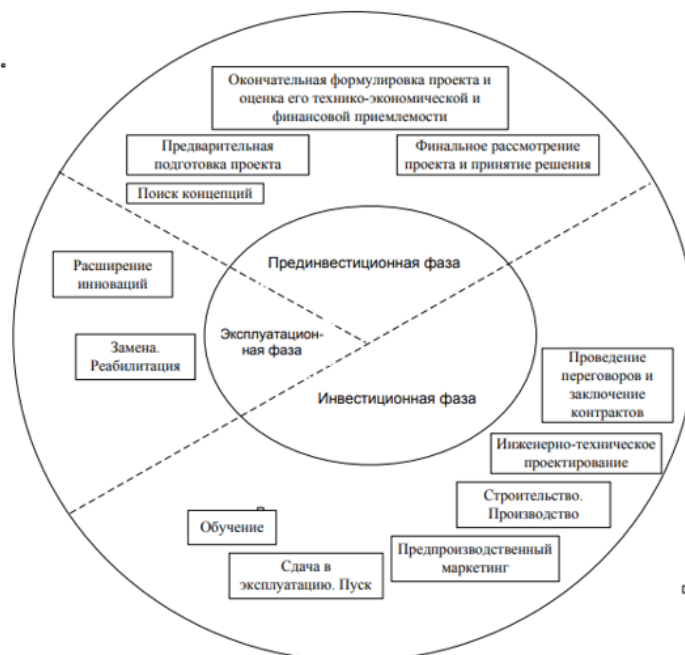 Окончательная формулировка проекта и
оценка его технико-экономической и
финансовой приемлемости
Предварительная
подготовка проекта
Финальное рассмотрение
проекта и принятие решения
Поиск концепций
Прединвестиционная фаза
Расширение
инноваций
Эксплуатацион-
ная фаза
Замена.
Реабилитация
Инвестиционная фаза
Проведение
переговоров и
заключение
контрактов
Инженерно-техническое
проектирование
Строительство.
Производство
Предпроизводственный
маркетинг
Сдача в
эксплуатацию. Пуск
Обучение